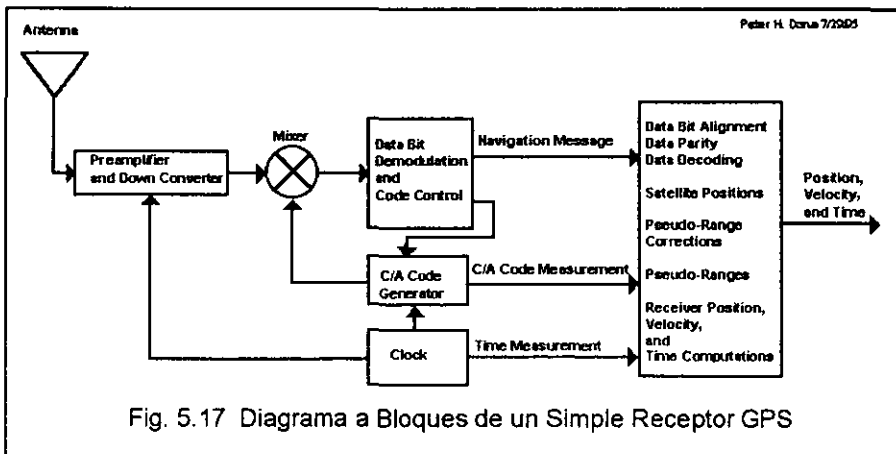 Peter H. Dana 7/29/95
Antenna
Preamplifier
and Down Converter
Mixer
Data Bit
Demodulation
and
Code Control
C/A Code
Generator
Clock
Navigation Message
C/A Code Measurement
Time Measurement
Data Bit Alignment
Data Parity
Data Decoding
Satellite Positions
Pseudo-Range
Corrections
Pseudo-Ranges
Receiver Position,
Velocity,
and
Time Computations
Position,
Velocity,
and Time
Fig. 5.17 Diagrama a Bloques de un Simple Receptor GPS